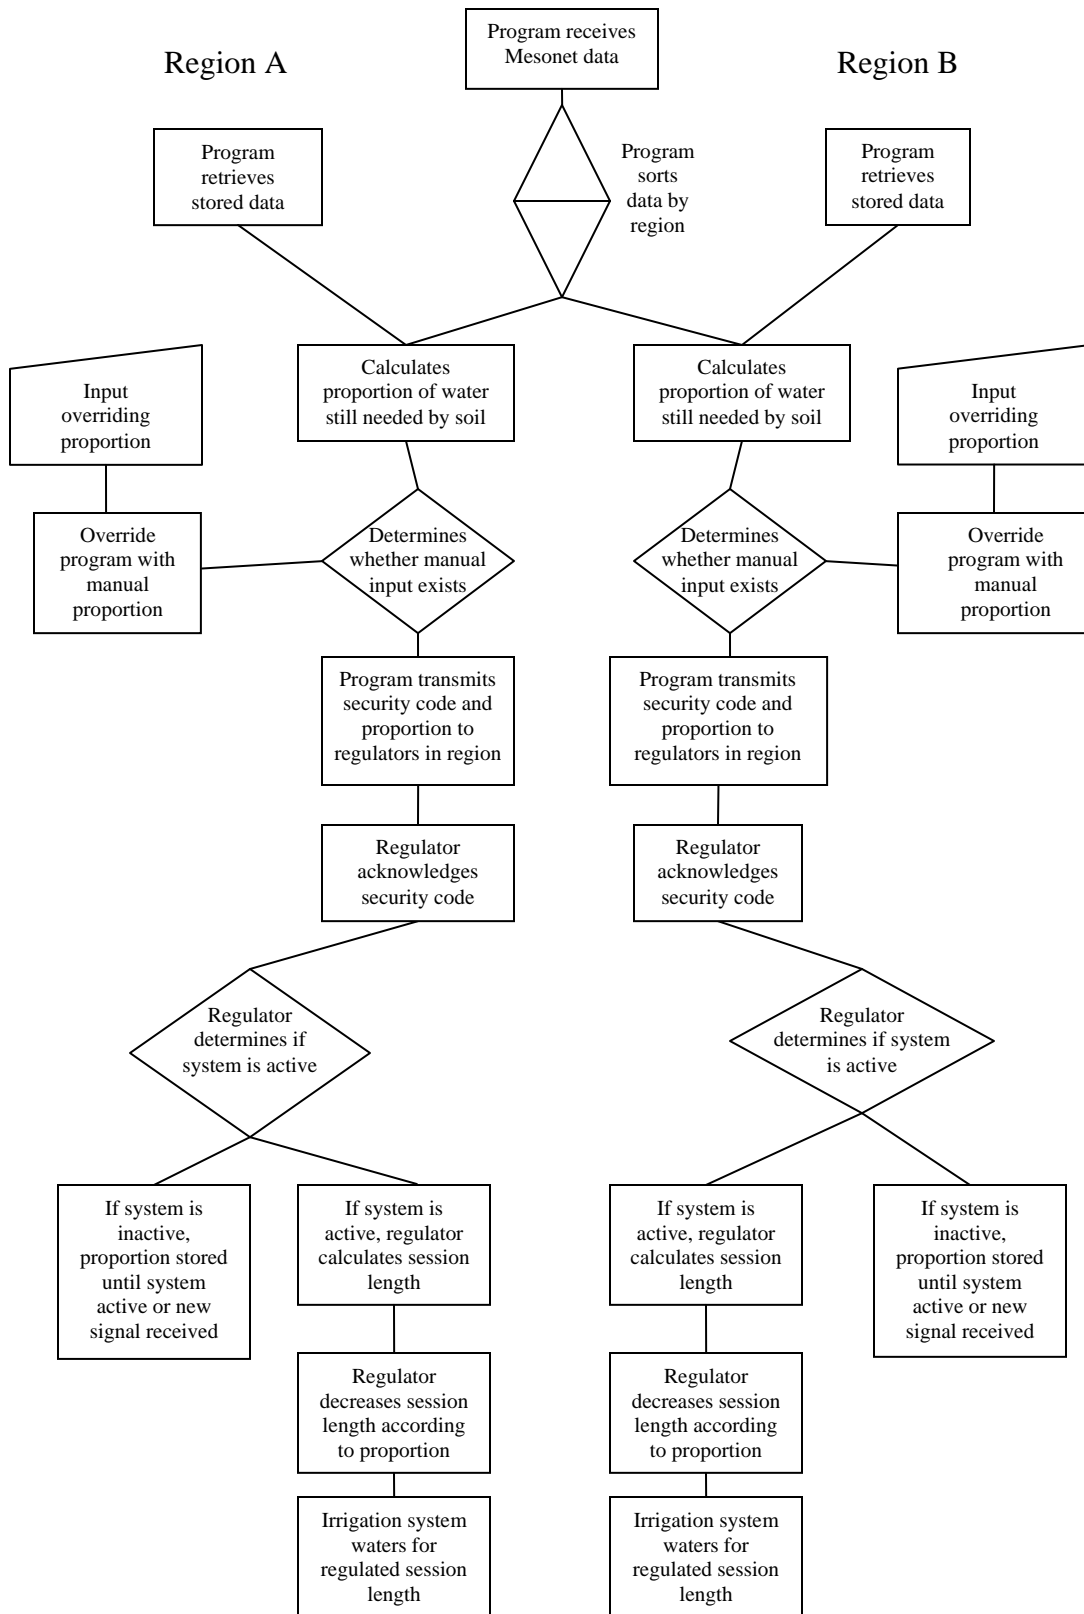 Program receives
Mesonet data
Region A
Region B
Program
retrieves
stored data
Program
sorts
data by
region
Program
retrieves
stored data
Input
overriding
proportion
Calculates
proportion of water
still needed by soil
Calculates
proportion of water
still needed by soil
Input
overriding
proportion
Override
program with
manual
proportion
Determines
whether manual
input exists
Determines
whether manual
input exists
Override
program with
manual
proportion
Program transmits
security code and
proportion to
regulators in region
Program transmits
security code and
proportion to
regulators in region
Regulator
acknowledges
security code
Regulator
acknowledges
security code
Regulator
determines if
system is active
Regulator
determines if system
is active
If system is
inactive,
proportion stored
until system
active or new
signal received
If system is
active, regulator
calculates session
length
If system is
active, regulator
calculates session
length
If system is
inactive,
proportion stored
until system
active or new
signal received
Regulator
decreases session
length according
to proportion
Regulator
decreases session
length according
to proportion
Irrigation system
waters for
regulated session
length
Irrigation system
waters for
regulated session
length